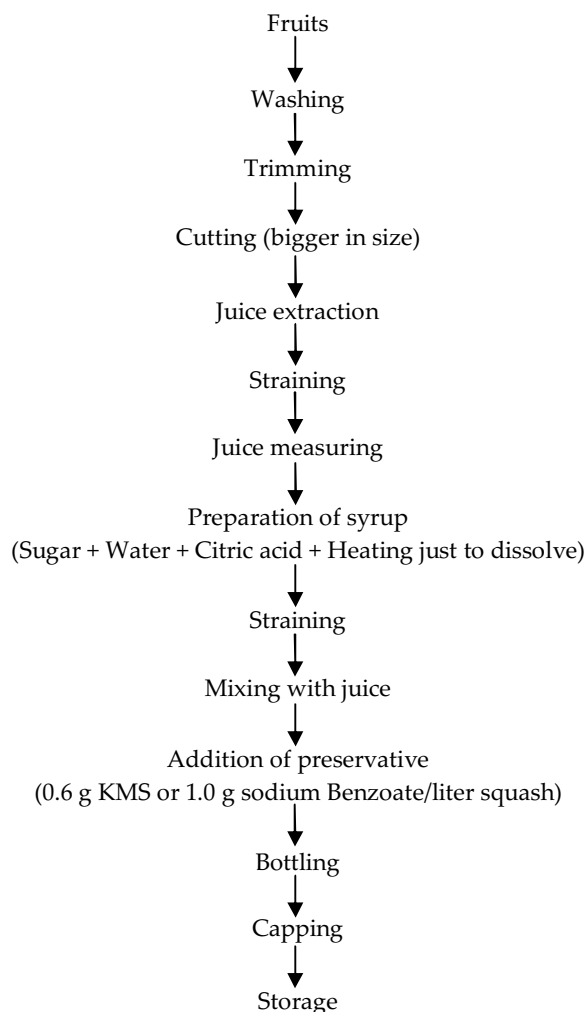 Fruits
Washing
Trimming
Cutting (bigger in size)
Juice extraction
Straining
Juice measuring
Preparation of syrup
(Sugar + Water + Citric acid + Heating just to dissolve)
Straining
Mixing with juice
Addition of preservative
(0.6 g KMS or 1.0 g sodium Benzoate/liter squash)
Bottling
Capping
Storage